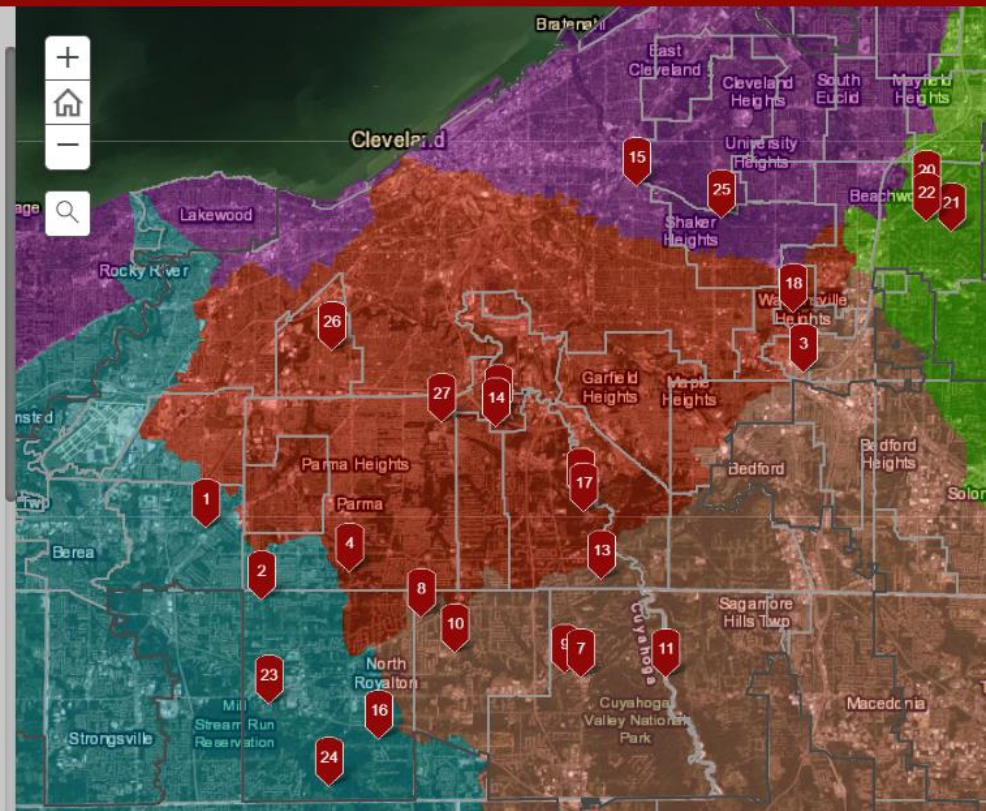 Bratenahl
East
Cleveland
Cleveland
Heights
South
Euclid
Mayfield
Heights
+
−
Cleveland
University
Heights
15
20
25
22
21
Beachwo
age
Lakewood
Shaker
Heights
Rocky River
18
Heights
26
3
27
14
Garfield
Heights
Maple
Heights
Parma Heights
Bedford
Heights
Bedford
17
1
Parma
Solon
Twp
4
13
Berea
2
8
Sagamore
Hills Twp
10
Cuyahoga
9
7
11
North
Royalton
23
Mill
Stream Run
Reservation
16
Cuyahoga
Valley National
Park
Macedonia
Strongsville
24